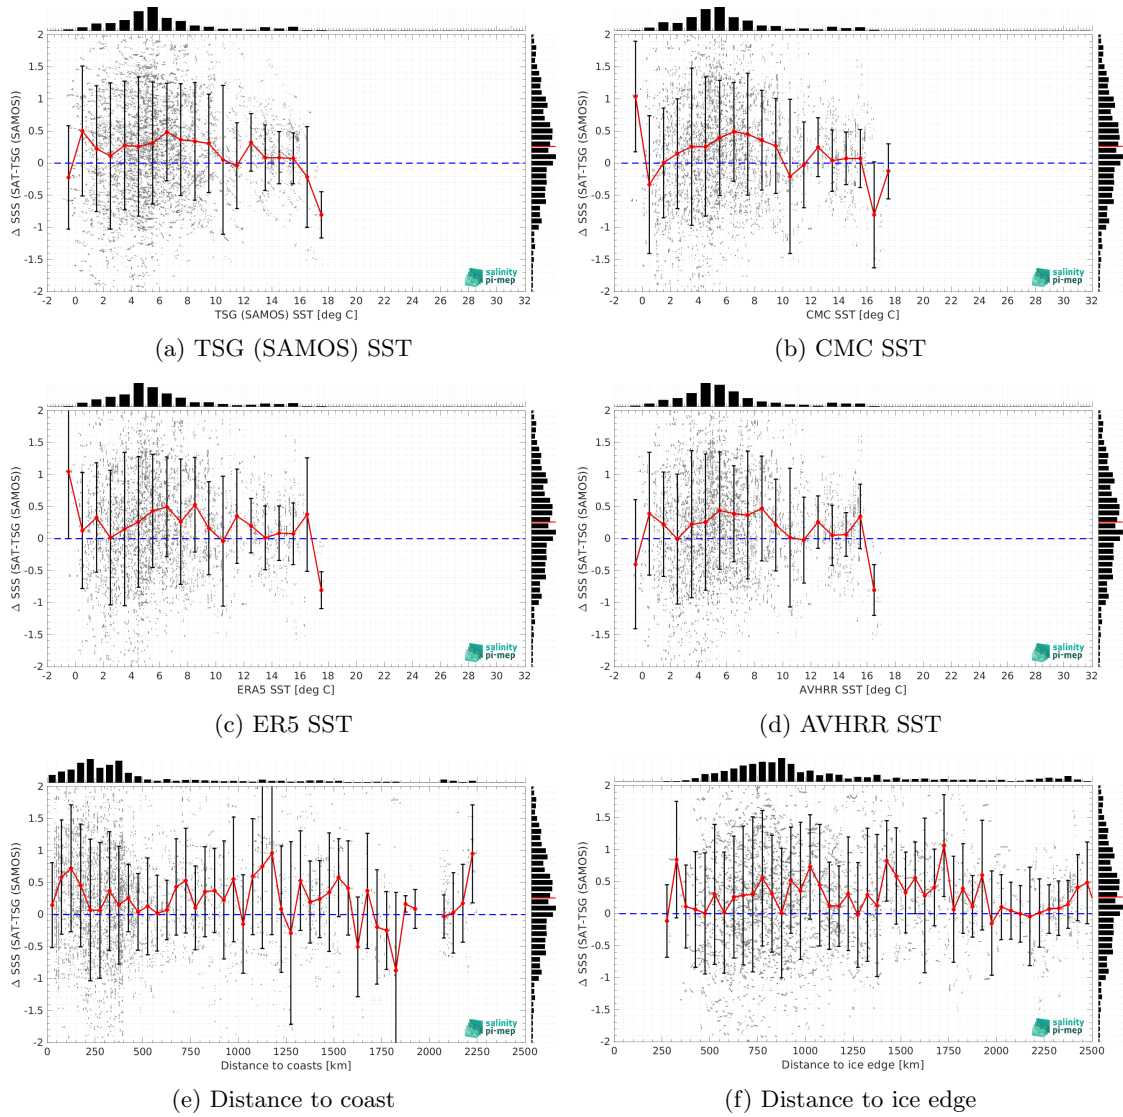 2
1.5
1
0.5
0
-0.5
-1
-1.5
-2
Δ SSS (SAT-TSG (SAMOS))
salinity
pi-mep
-2 0 2 4 6 8 10 12 14 16 18 20 22 24 26 28 30 32
TSG (SAMOS) SST [deg C]
(a) TSG (SAMOS) SST
2
1.5
1
0.5
0
-0.5
-1
-1.5
-2
Δ SSS (SAT-TSG (SAMOS))
salinity
pi-mep
-2 0 2 4 6 8 10 12 14 16 18 20 22 24 26 28 30 32
CMC SST [deg C]
(b) CMC SST
2
1.5
1
0.5
0
-0.5
-1
-1.5
-2
Δ SSS (SAT-TSG (SAMOS))
salinity
pi-mep
-2 0 2 4 6 8 10 12 14 16 18 20 22 24 26 28 30 32
ERA5 SST [deg C]
(c) ER5 SST
2
1.5
1
0.5
0
-0.5
-1
-1.5
-2
Δ SSS (SAT-TSG (SAMOS))
salinity
pi-mep
-2 0 2 4 6 8 10 12 14 16 18 20 22 24 26 28 30 32
AVHRR SST [deg C]
(d) AVHRR SST
2
1.5
1
0.5
0
-0.5
-1
-1.5
-2
Δ SSS (SAT-TSG (SAMOS))
salinity
pi-mep
0 250 500 750 1000 1250 1500 1750 2000 2250 2500
Distance to coasts [km]
(e) Distance to coast
2
1.5
1
0.5
0
-0.5
-1
-1.5
-2
Δ SSS (SAT-TSG (SAMOS))
salinity
pi-mep
0 250 500 750 1000 1250 1500 1750 2000 2250 2500
Distance to ice edge [km]
(f) Distance to ice edge